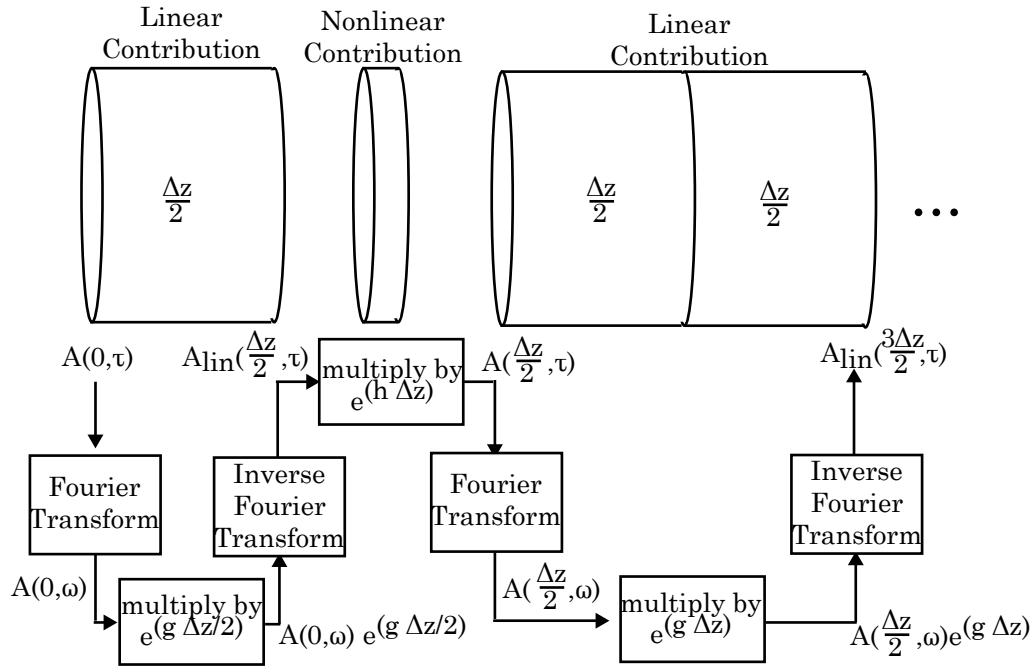 Linear
Contribution
Nonlinear
Contribution
Linear
Contribution
Δz
2
Δz
2
Δz
2
•••
A(0,τ)
A_lin(Δz/2,τ)
multiply by
e^(h Δz)
A(Δz/2,τ)
A_lin(3Δz/2,τ)
Fourier
Transform
Inverse
Fourier
Transform
Fourier
Transform
Inverse
Fourier
Transform
A(0,ω)
multiply by
e^(g Δz/2)
A(0,ω) e^(g Δz/2)
A(Δz/2,ω)
multiply by
e^(g Δz)
A(Δz/2,ω)e^(g Δz)